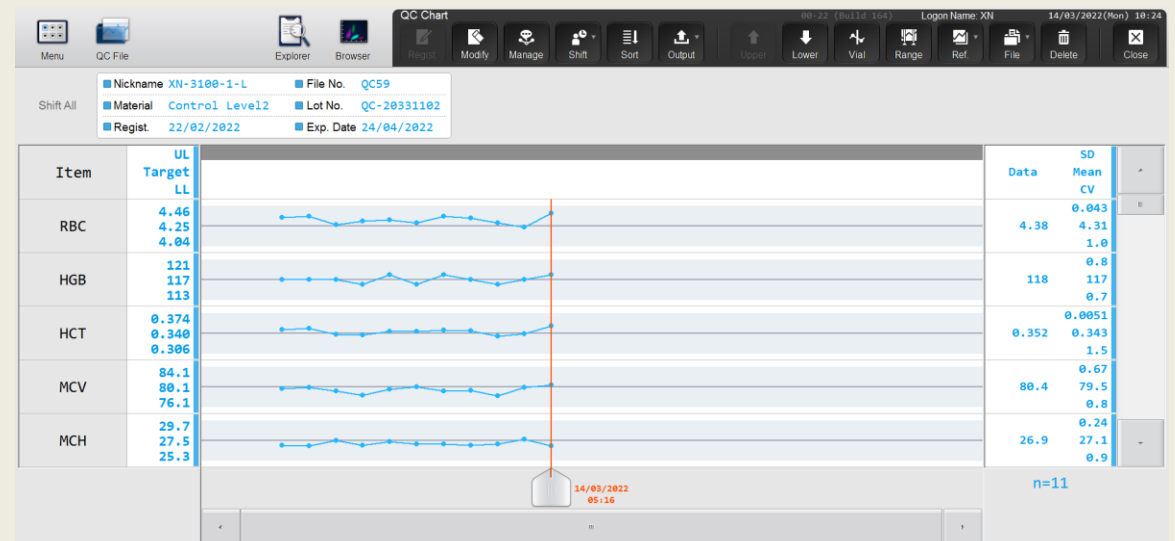 QC Chart 00-22 (Build 164) Logon Name: XN 14/03/2022(Mon) 10:24
Menu QC File Explorer Browser Regist. Modify Manage Shift Sort Output Upper Lower Vial Range Ref. File Delete Close
Shift All
Nickname XN-3100-1-L File No. QC59
Material Control Level2 Lot No. QC-20331102
Regist. 22/02/2022 Exp. Date 24/04/2022
Item UL Target LL Data SD Mean CV
RBC 4.46 4.25 4.04 4.38 0.043 4.31 1.0
HGB 121 117 113 118 0.8 117 0.7
HCT 0.374 0.340 0.306 0.352 0.0051 0.343 1.5
MCV 84.1 80.1 76.1 80.4 0.67 79.5 0.8
MCH 29.7 27.5 25.3 26.9 0.24 27.1 0.9
14/03/2022
05:16
n=11